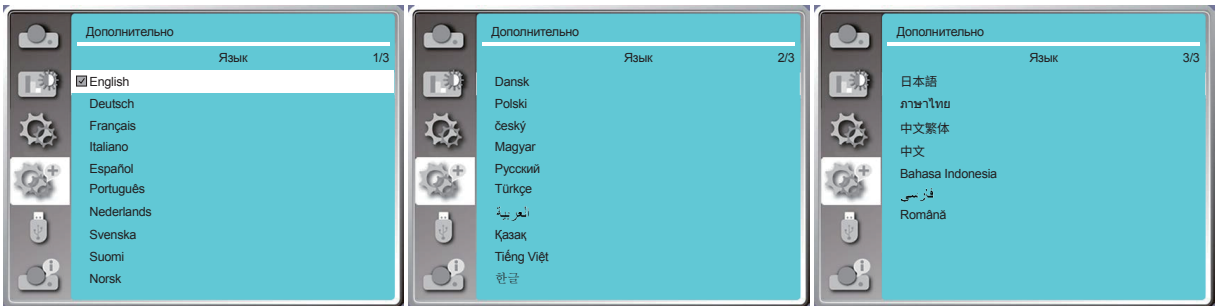 Дополнительно
Язык 1/3
English
Deutsch
Français
Italiano
Español
Português
Nederlands
Svenska
Suomi
Norsk
Дополнительно
Язык 2/3
Dansk
Polski
český
Magyar
Русский
Türkçe
العربية
Қазақ
Tiếng Việt
한글
Дополнительно
Язык 3/3
日本語
ภาษาไทย
中文繁体
中文
Bahasa Indonesia
فارسی
Română